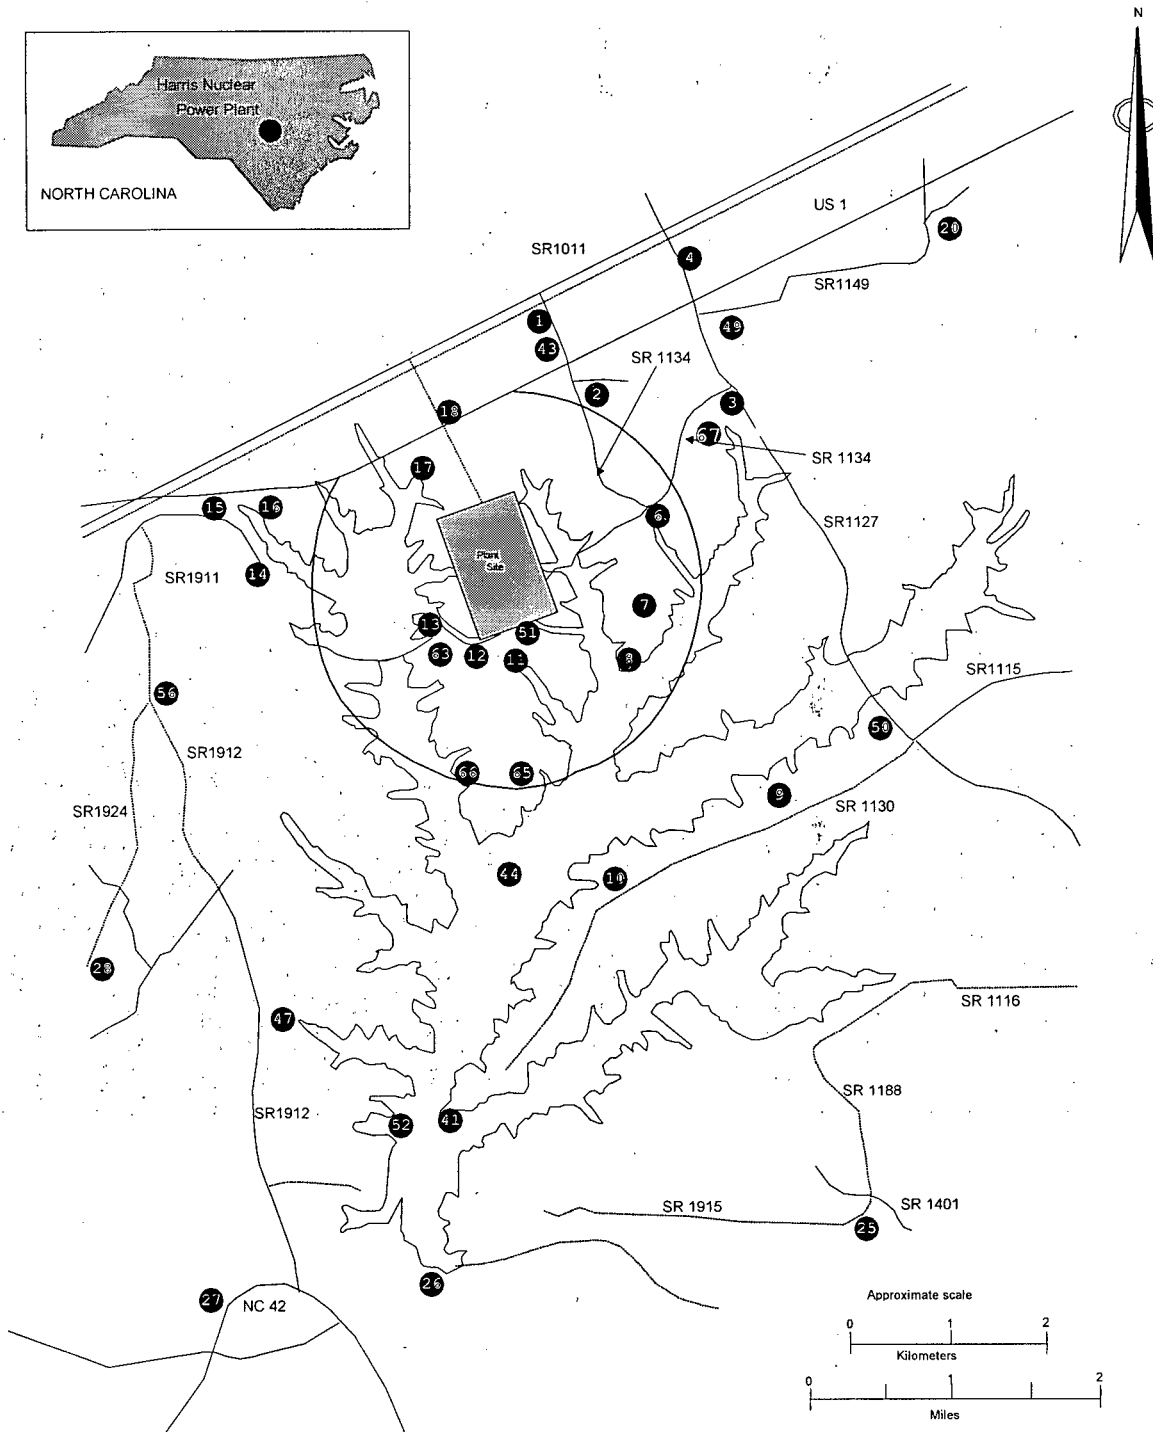 N
Harris Nuclear
Power Plant
NORTH CAROLINA
US 1
20
SR1011
4
SR1149
1
49
43
SR 1134
2
3
18
67
SR 1134
17
15
16
6
SR1127
Plant
Site
14
SR1911
7
13
51
63
12
11
8
SR1115
56
50
SR1912
66
65
9
SR1924
SR 1130
44
10
28
SR 1116
47
SR 1188
SR1912
52
41
SR 1915
SR 1401
25
26
Approximate scale
27
NC 42
0 1 2
Kilometers
0 1 2
Miles